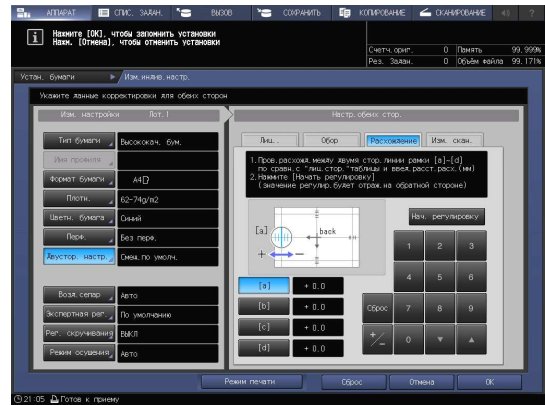 АППАРАТ
СПИС. ЗАДАН.
ВЫЗОВ
СОХРАНИТЬ
КОПИРОВАНИЕ
СКАНИРОВАНИЕ
?
Нажмите [OK], чтобы запомнить установки
Нажм. [Отмена], чтобы отменить установки
Счетч.ориг. 0 Память 99,999%
Рез. Задан. 0 Объём файла 99.171%
Устан. бумаги
Изм.индив.настр.
Укажите данные корректировки для обеих сторон
Изм. настройки Лот.1
Тип бумаги Высококач. бум.
Имя профиля
Формат бумаги A4
Плотн. 62-74g/m2
Цветн. бумага Синий
Перф. Без перф.
Двустор. настр. Смещ.по умолч.
Возд.сепар Авто
Экспертная рег. По умолчанию
Рег. скручивания ВЫКЛ
Режим осушения Авто
Настр.обеих стор.
Лиц..
Обор
Расхождение
Изм. скан.
1.Пров.расхожд.между двумя стор.линии рамки [a]-[d]
по сравн.с "лиц.стор."таблицы и введ.расст.расх.(мм)
2.Нажмите [Начать регулировку]
(значение регулир.будет отраж.на обратной стороне)
[a]
back
+ -
Нач. регулировку
[a] + 0.0
[b] + 0.0
[c] + 0.0
[d] + 0.0
1 2 3
4 5 6
Сброс 7 8 9
+/- 0 ▼ ▲
Режим печати
Сброс
Отмена
OK
21:05 Готов к приему